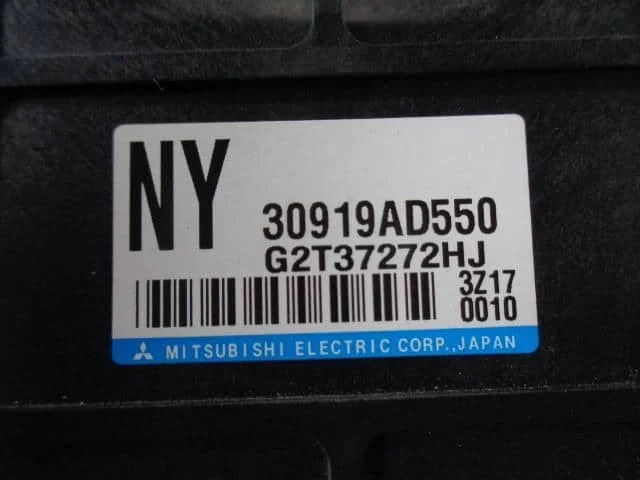 NY
30919AD550
G2T37272HJ
3Z17
0010
MITSUBISHI ELECTRIC CORP.,JAPAN